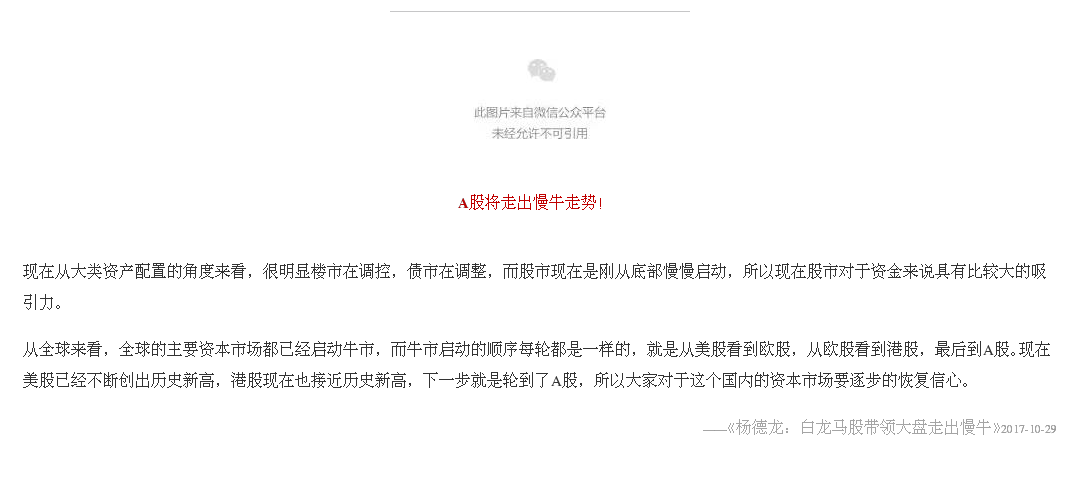 此图片来自微信公众平台
未经允许不可引用
A股将走出慢牛走势！
现在从大类资产配置的角度来看，很明显楼市在调控，债市在调整，而股市现在是刚从底部慢慢启动，所以现在股市对于资金来说具有比较大的吸
引力。
从全球来看，全球的主要资本市场都已经启动牛市，而牛市启动的顺序每轮都是一样的，就是从美股看到欧股，从欧股看到港股，最后到A股。现在
美股已经不断创出历史新高，港股现在也接近历史新高，下一步就是轮到了A股，所以大家对于这个国内的资本市场要逐步的恢复信心。
——《杨德龙：白龙马股带领大盘走出慢牛》2017-10-29